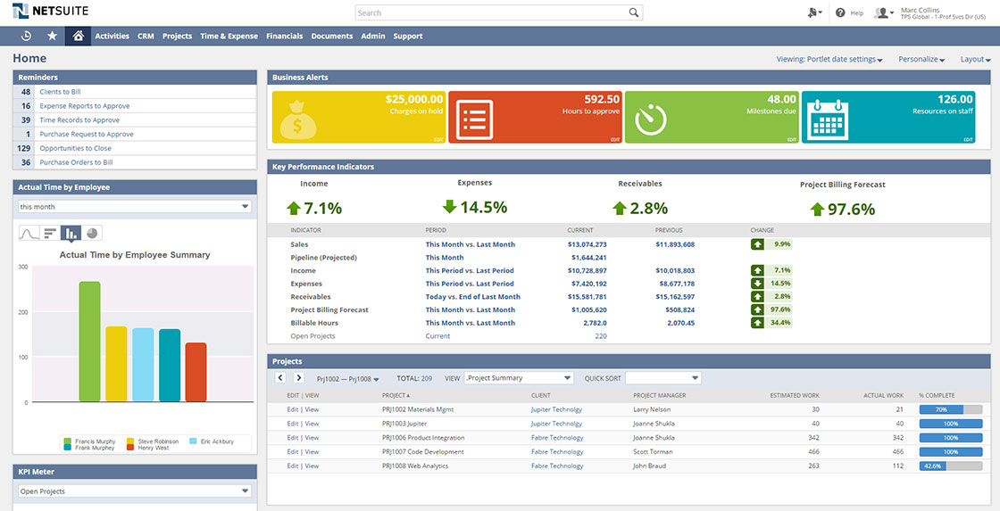 NETSUITE
Search
Help
Marc Collins
TPS Global - 1-Prof Svcs Dir (US)
Activities CRM Projects Time & Expense Financials Documents Admin Support
Home
Viewing: Portlet date settings Personalize Layout
Reminders
48 Clients to Bill
16 Expense Reports to Approve
39 Time Records to Approve
1 Purchase Request to Approve
129 Opportunities to Close
36 Purchase Orders to Bill
Actual Time by Employee
this month
Actual Time by Employee Summary
300
200
100
0
Francis Murphy Steve Robinson Eric Ackbury
Frank Murphey Henry West
KPI Meter
Open Projects
Business Alerts
$25,000.00
Charges on hold
EDIT
592.50
Hours to approve
EDIT
48.00
Milestones due
EDIT
126.00
Resources on staff
EDIT
Key Performance Indicators
Income Expenses Receivables Project Billing Forecast
7.1% 14.5% 2.8% 97.6%
INDICATOR PERIOD CURRENT PREVIOUS CHANGE
Sales This Month vs. Last Month $13,074,273 $11,893,608 9.9%
Pipeline (Projected) This Month $1,644,241
Income This Period vs. Last Period $10,728,897 $10,018,803 7.1%
Expenses This Period vs. Last Period $7,420,192 $8,677,178 14.5%
Receivables Today vs. End of Last Month $15,581,781 $15,162,597 2.8%
Project Billing Forecast This Month vs. Last Month $1,005,620 $508,824 97.6%
Billable Hours This Month vs. Last Month 2,782.0 2,070.45 34.4%
Open Projects Current 220
Projects
Prj1002 — Prj1008 TOTAL: 209 VIEW .Project Summary QUICK SORT
EDIT | VIEW PROJECT CLIENT PROJECT MANAGER ESTIMATED WORK ACTUAL WORK % COMPLETE
Edit | View PRJ1002 Materials Mgmt Jupiter Technolgy Larry Nelson 30 21 70%
Edit | View PRJ1003 Jupiter Jupiter Technolgy Joanne Shukla 40 40 100%
Edit | View PRJ1006 Product Integration Fabre Technology Joanne Shukla 342 342 100%
Edit | View PRJ1007 Code Development Fabre Technology Scott Torman 466 466 100%
Edit | View PRJ1008 Web Analytics Fabre Technology John Braud 263 112 42.6%